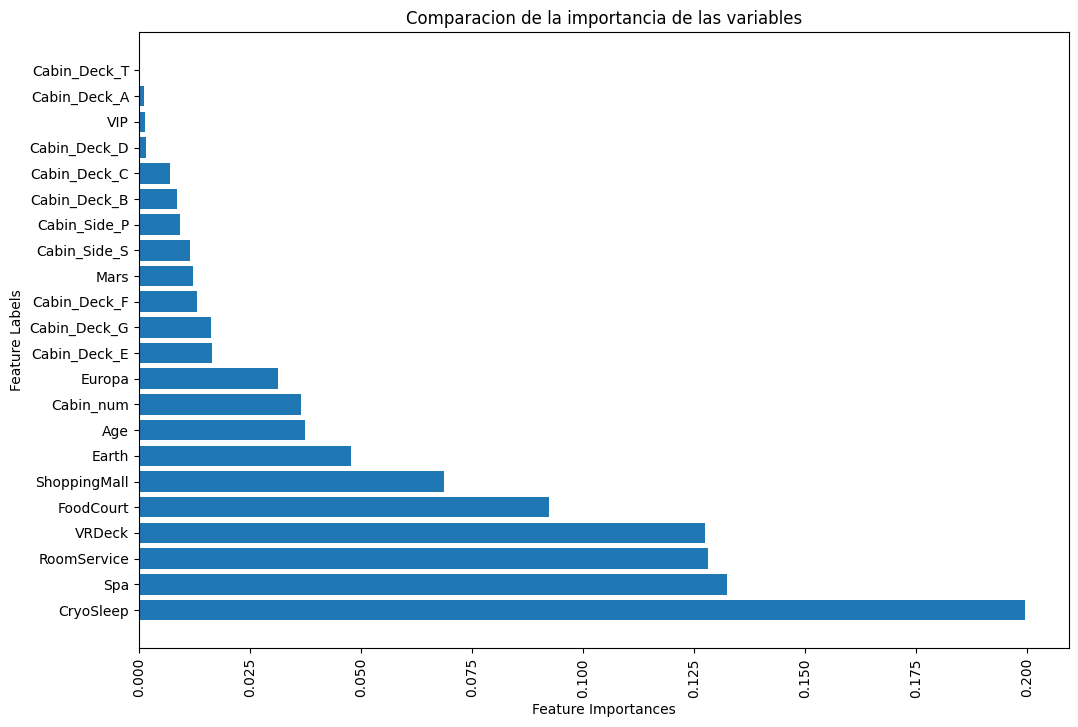 Comparacion de la importancia de las variables
Feature Labels
Cabin_Deck_T
Cabin_Deck_A
VIP
Cabin_Deck_D
Cabin_Deck_C
Cabin_Deck_B
Cabin_Side_P
Cabin_Side_S
Mars
Cabin_Deck_F
Cabin_Deck_G
Cabin_Deck_E
Europa
Cabin_num
Age
Earth
ShoppingMall
FoodCourt
VRDeck
RoomService
Spa
CryoSleep
0.000
0.025
0.050
0.075
0.100
0.125
0.150
0.175
0.200
Feature Importances